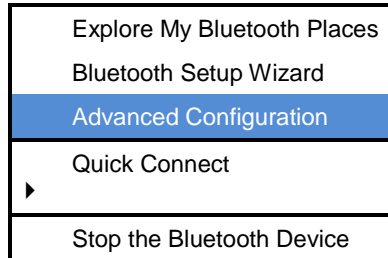 Explore My Bluetooth Places
Bluetooth Setup Wizard
Advanced Configuration
Quick Connect
Stop the Bluetooth Device